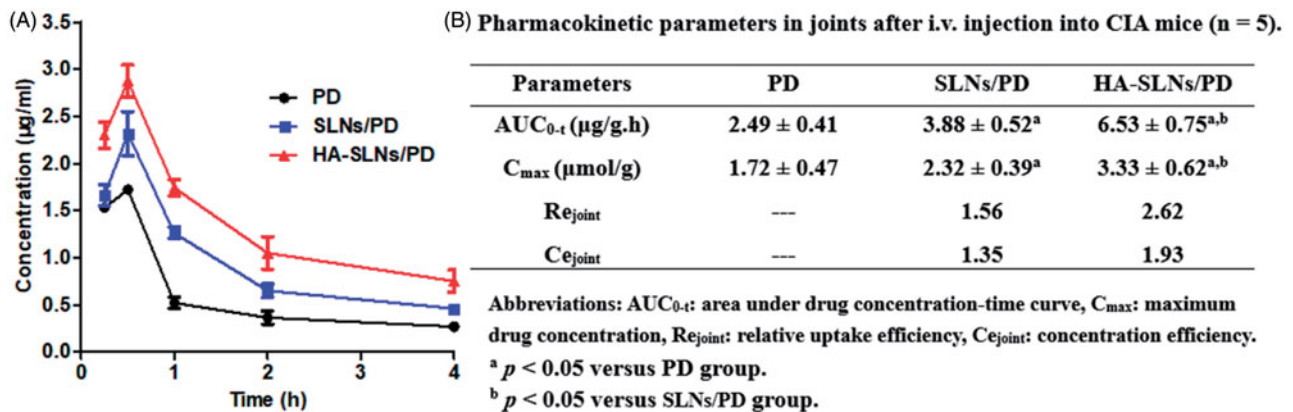 (A)
3.5
3.0
2.5
2.0
1.5
1.0
0.5
0.0
Concentration (µg/ml)
0
1
2
3
4
Time (h)
PD
SLNs/PD
HA-SLNs/PD
(B) Pharmacokinetic parameters in joints after i.v. injection into CIA mice (n = 5).
Parameters PD SLNs/PD HA-SLNs/PD
AUC0-t (µg/g.h) 2.49 ± 0.41 3.88 ± 0.52a 6.53 ± 0.75a,b
Cmax (µmol/g) 1.72 ± 0.47 2.32 ± 0.39a 3.33 ± 0.62a,b
Rejoint --- 1.56 2.62
Cejoint --- 1.35 1.93
Abbreviations: AUC0-t: area under drug concentration-time curve, Cmax: maximum
drug concentration, Rejoint: relative uptake efficiency, Cejoint: concentration efficiency.
a p < 0.05 versus PD group.
b p < 0.05 versus SLNs/PD group.